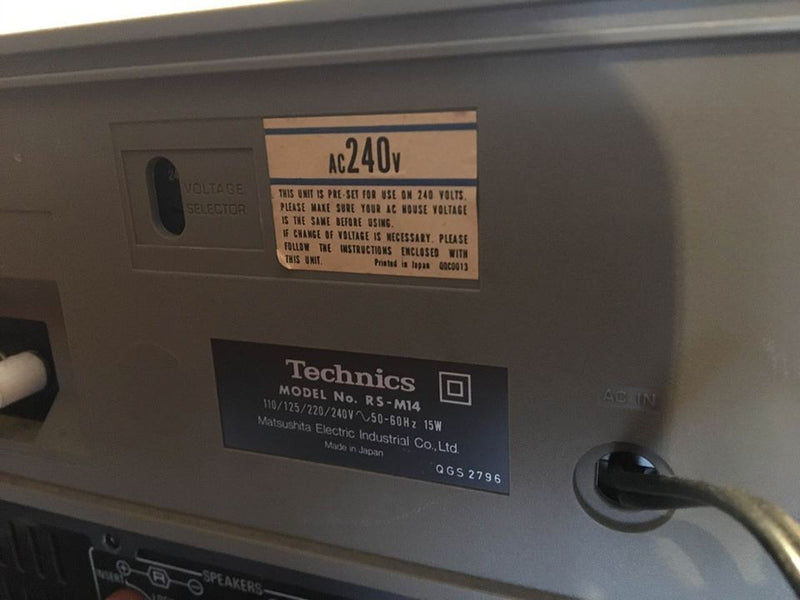 AC240V
THIS UNIT IS PRE-SET FOR USE ON 240 VOLTS.
PLEASE MAKE SURE YOUR AC HOUSE VOLTAGE
IS THE SAME BEFORE USING.
IF CHANGE OF VOLTAGE IS NECESSARY, PLEASE
FOLLOW THE INSTRUCTIONS ENCLOSED WITH
THIS UNIT. Printed in Japan QQC0013
24
VOLTAGE
SELECTOR
Technics
MODEL No. RS-M14
110/125/220/240V~50-60Hz 15W
Matsushita Electric Industrial Co.,Ltd.
Made in Japan
QGS2796
AC IN
INSERT + R - SPEAKERS